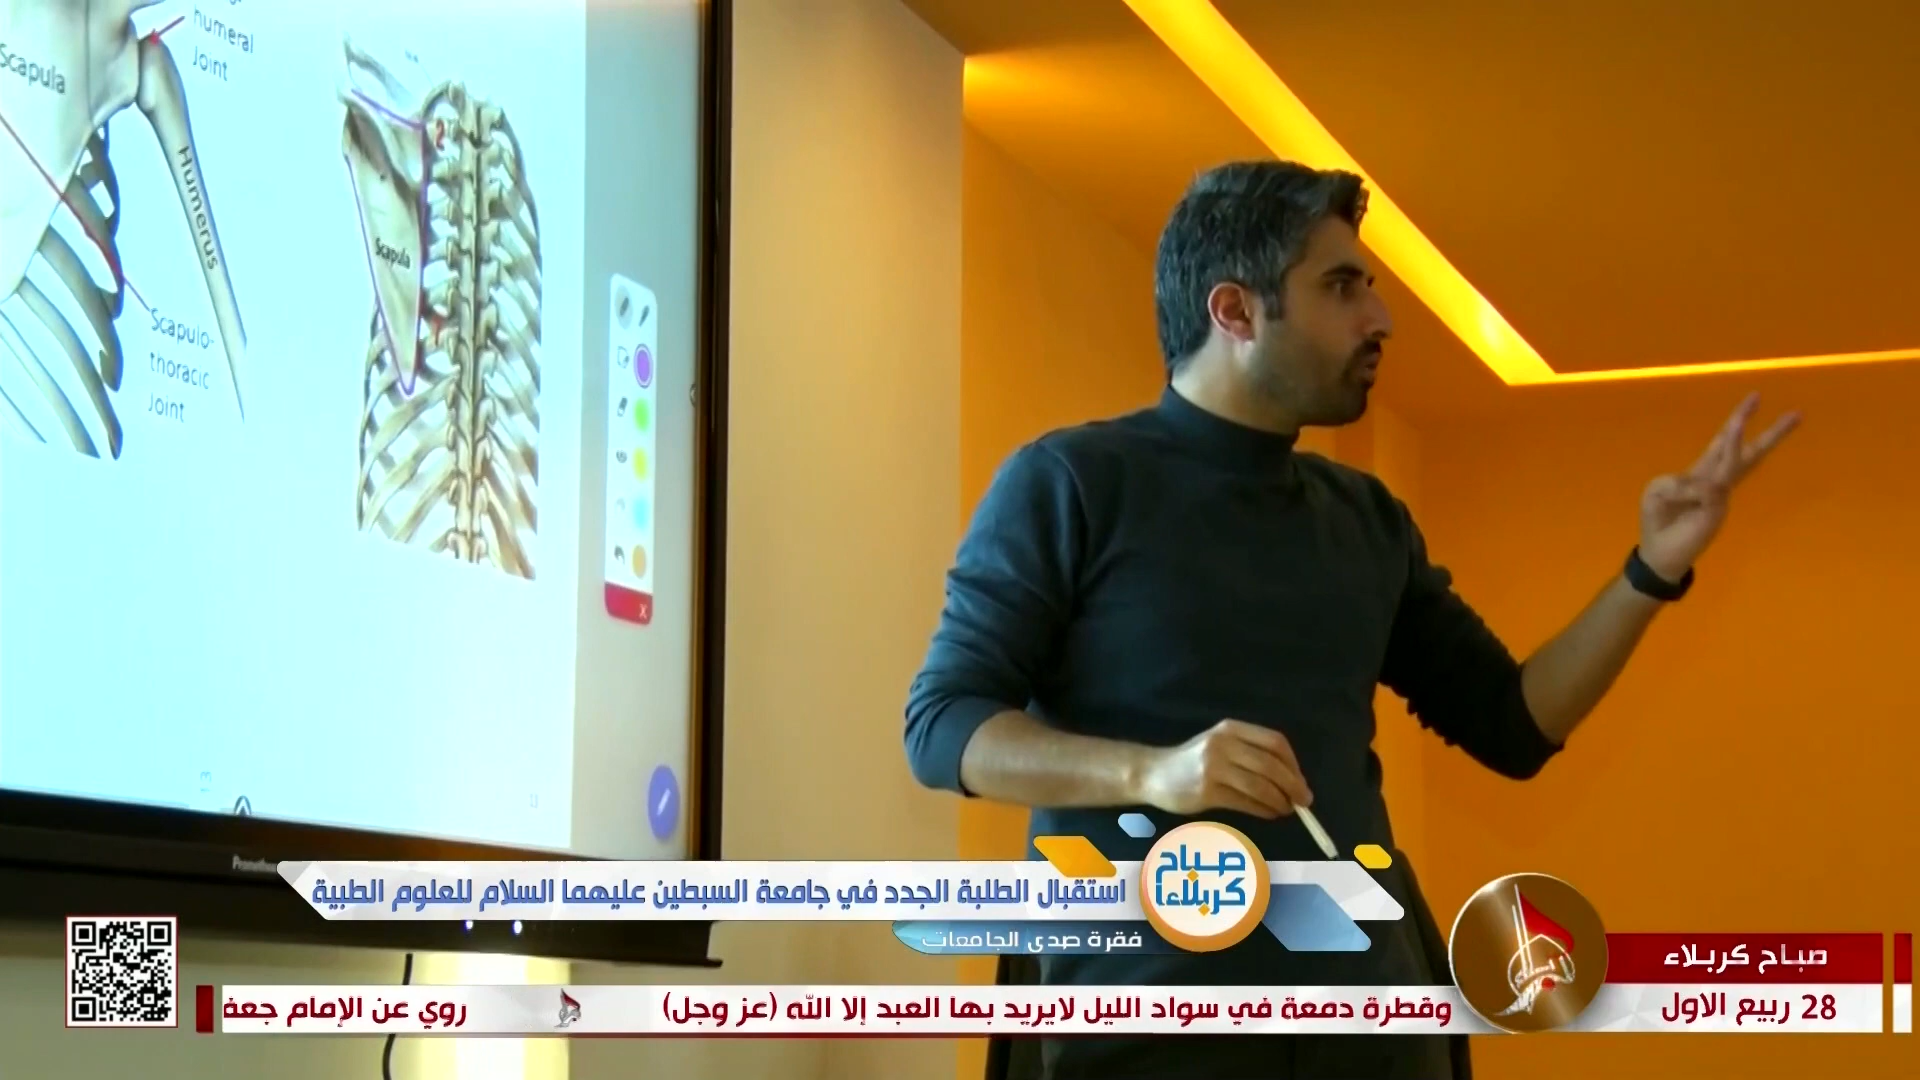 humeral
Joint
Scapula
Humerus
Scapulo-
thoracic
Joint
Scapula
2
13
صباح
كربلاء
استقبال الطلبة الجدد في جامعة السبطين عليهما السلام للعلوم الطبية
فقرة صدى الجامعات
صباح كربلاء
28 ربيع الاول
وقطرة دمعة في سواد الليل لايريد بها العبد إلا الله (عز وجل)
روي عن الإمام جعف